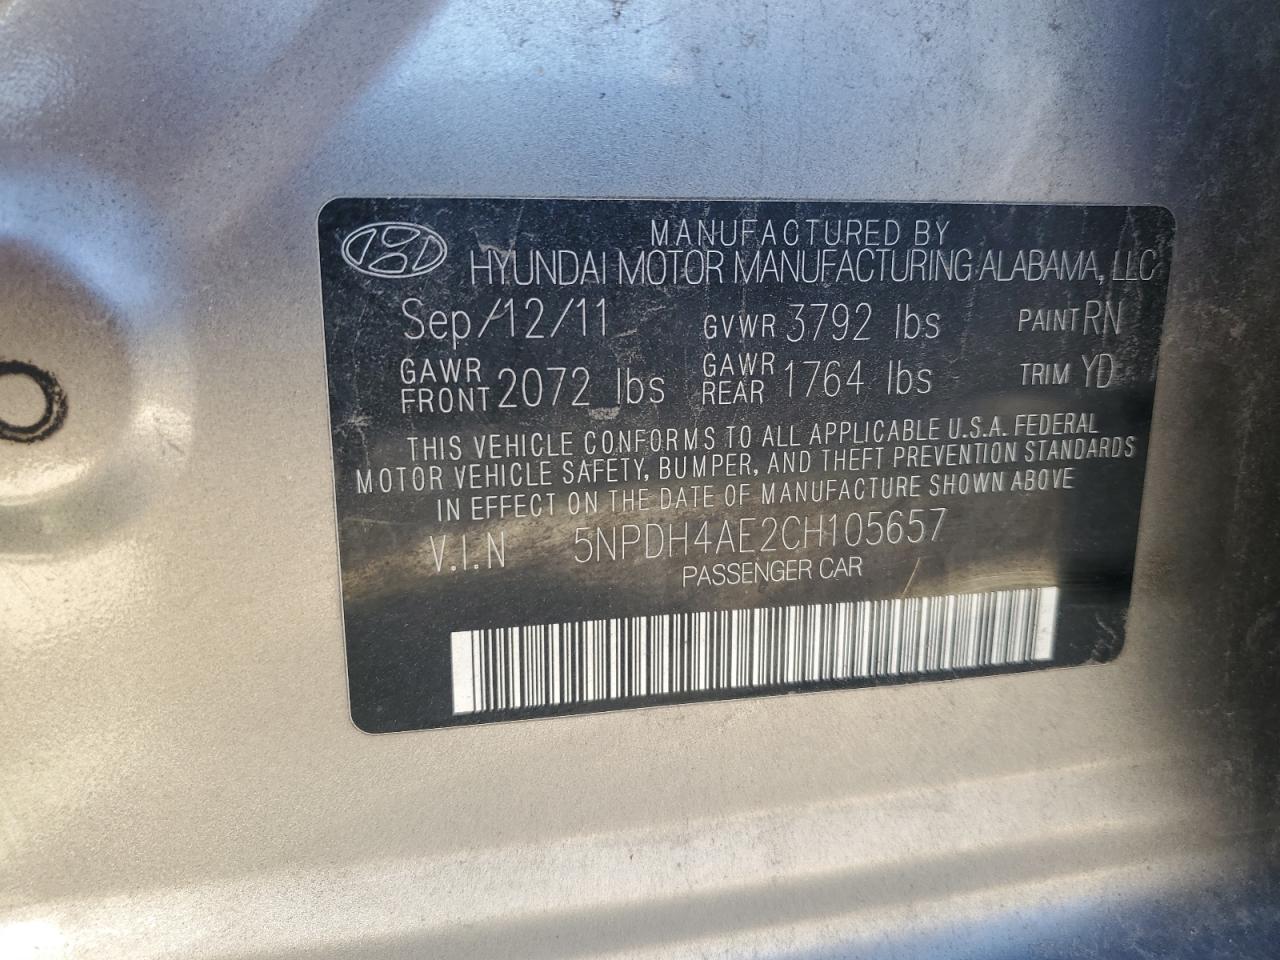 MANUFACTURED BY
HYUNDAI MOTOR MANUFACTURING ALABAMA, LLC
Sep/12/11 GVWR 3792 lbs PAINT RN
GAWR FRONT 2072 lbs GAWR REAR 1764 lbs TRIM YD
THIS VEHICLE CONFORMS TO ALL APPLICABLE U.S.A. FEDERAL
MOTOR VEHICLE SAFETY, BUMPER, AND THEFT PREVENTION STANDARDS
IN EFFECT ON THE DATE OF MANUFACTURE SHOWN ABOVE
V.I.N 5NPDH4AE2CH105657
PASSENGER CAR